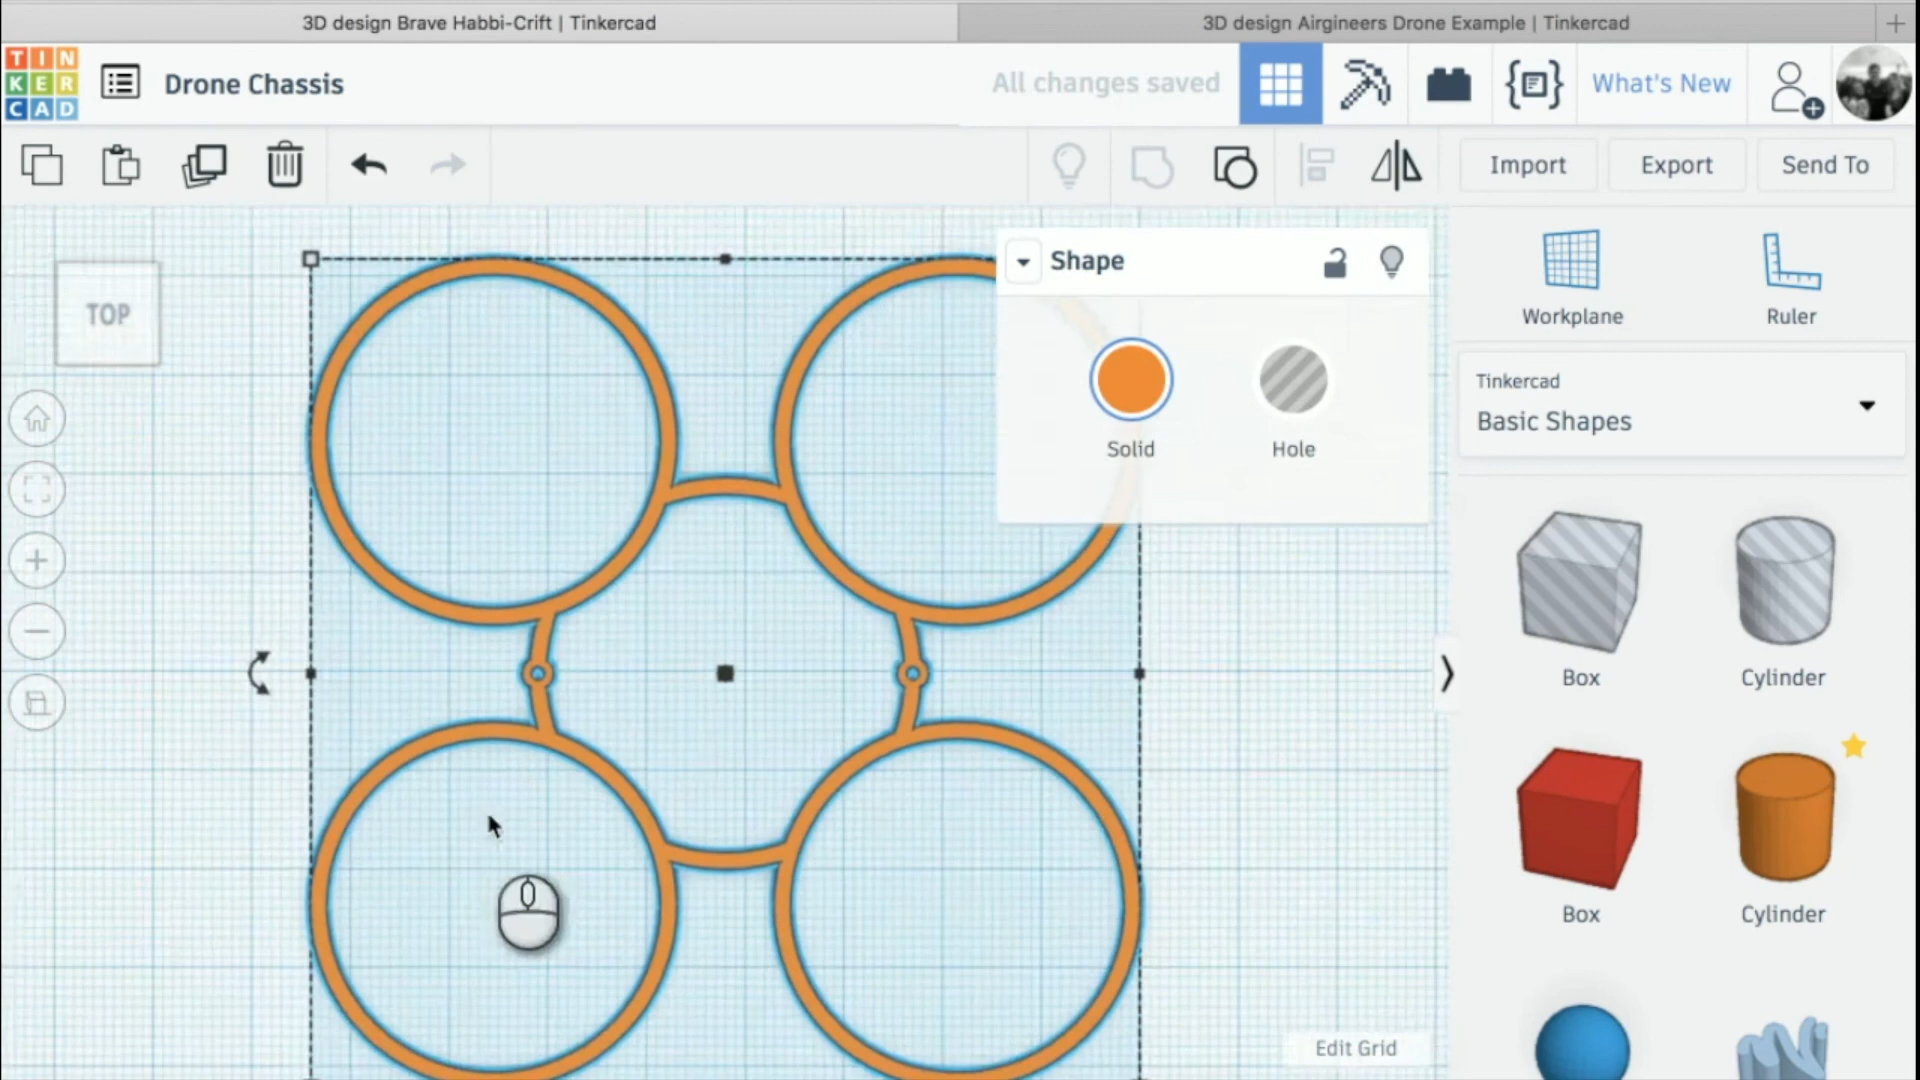 3D design Brave Habbi-Crift | Tinkercad
3D design Airgineers Drone Example | Tinkercad
TIN
KER
CAD
Drone Chassis
All changes saved
What's New
Import
Export
Send To
TOP
Shape
Solid
Hole
Workplane
Ruler
Tinkercad
Basic Shapes
Box
Cylinder
Box
Cylinder
Edit Grid